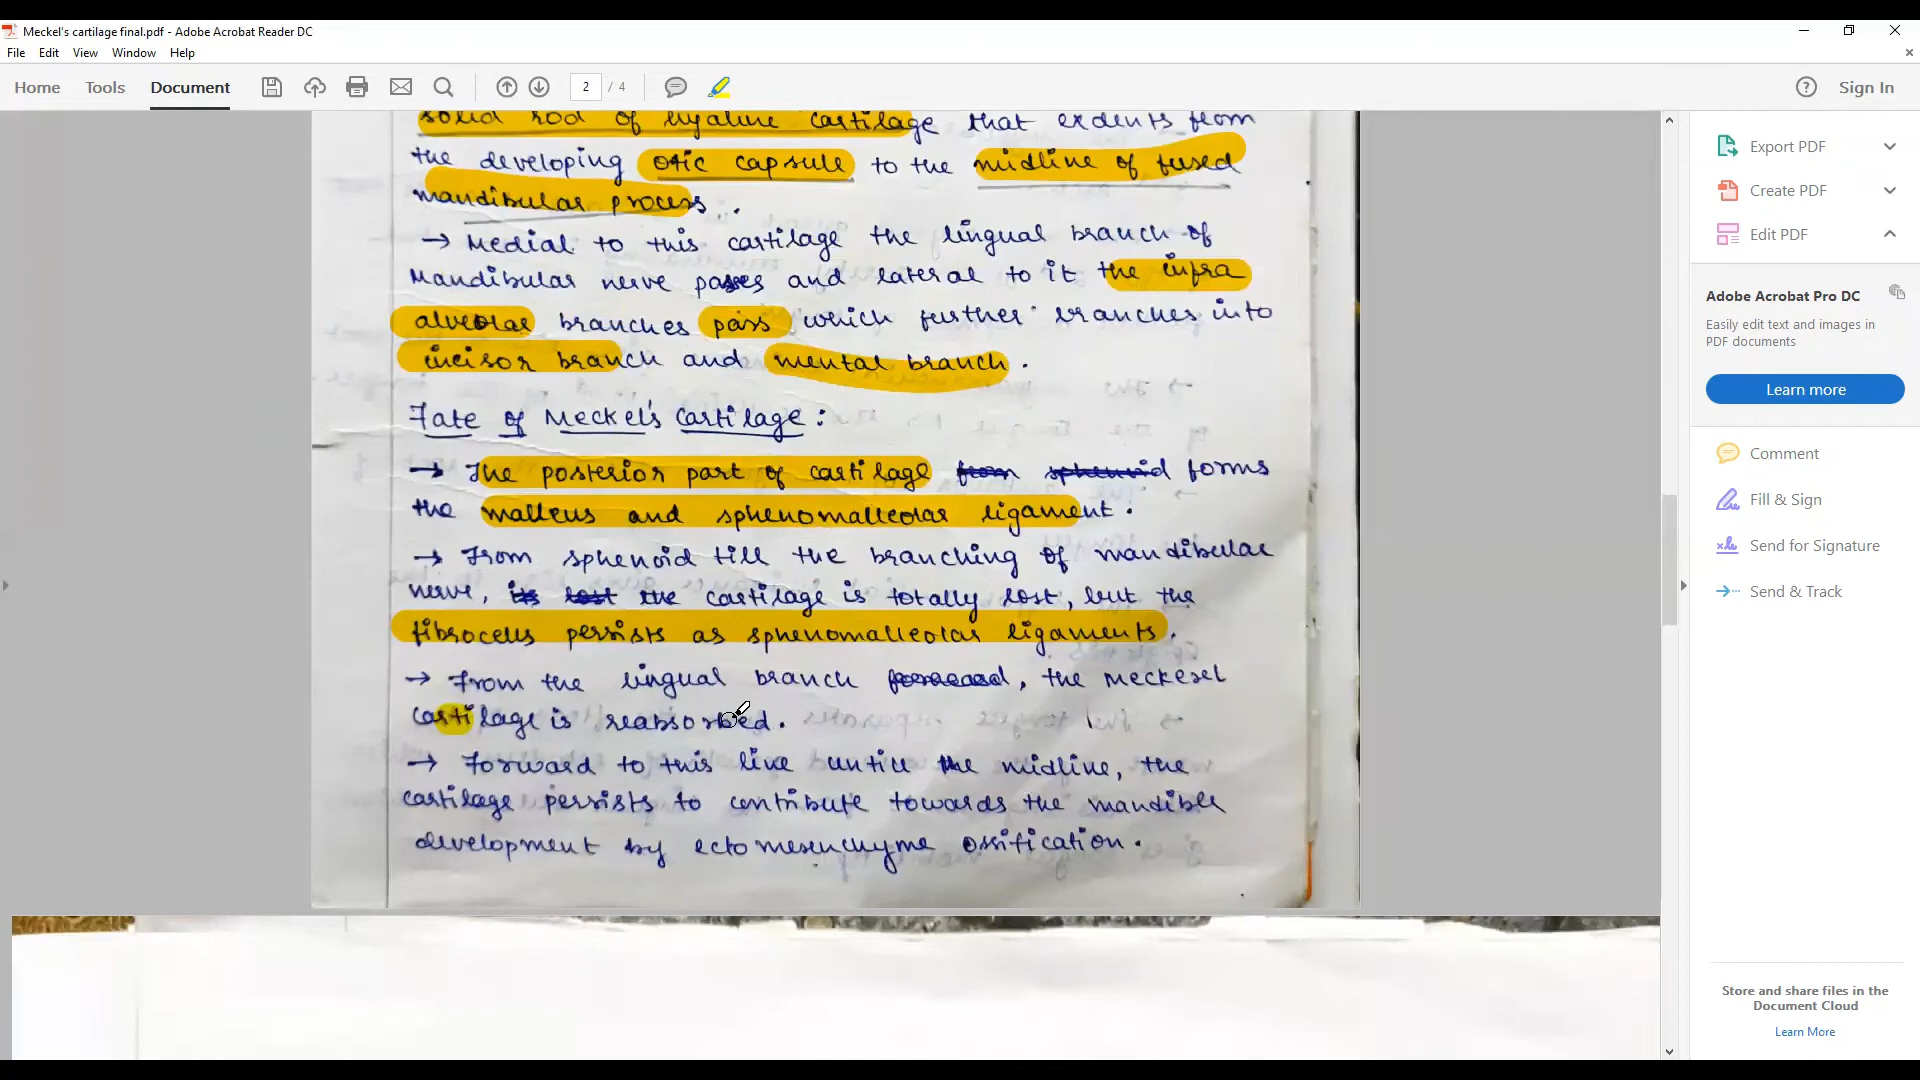 Meckel's cartilage final.pdf - Adobe Acrobat Reader DC
File Edit View Window Help
Home Tools Document 2 / 4 Sign In
solid rod of hyaline cartilage that extents from
the developing otic capsule to the midline of fused
mandibular process.
→ Medial to this cartilage the lingual branch of
Mandibular nerve passes and lateral to it the infra
alveolar branches pass which further branches into
incisor branch and mental branch.
Fate of Meckel's Cartilage:
→ The posterior part of cartilage from sphenoid forms
the malleus and sphenomalleolar ligament.
→ From sphenoid till the branching of mandibular
nerve, its lost the cartilage is totally lost, but the
fibrocells persists as sphenomalleolar ligaments.
→ From the lingual branch forward, the meckesel
cartilage is reabsorbed.
→ Forward to this line until the midline, the
cartilage persists to contribute towards the mandible
development by ectomesenchyme ossification.
Export PDF
Create PDF
Edit PDF
Adobe Acrobat Pro DC
Easily edit text and images in
PDF documents
Learn more
Comment
Fill & Sign
Send for Signature
Send & Track
Store and share files in the
Document Cloud
Learn More